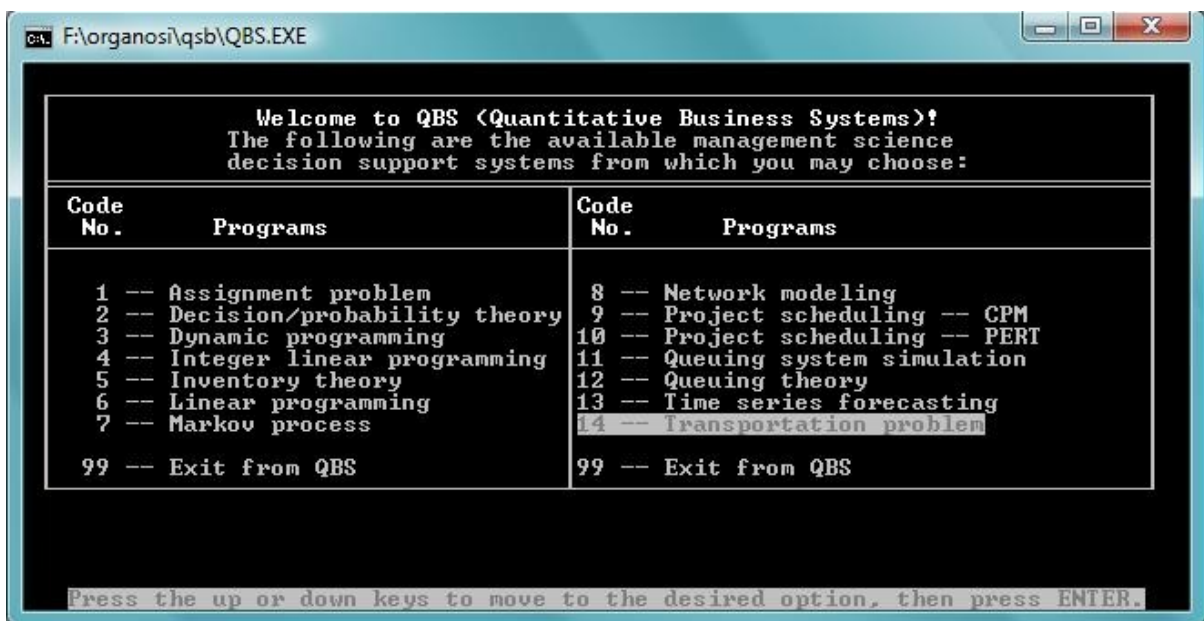 F:\organosi\qsb\QBS.EXE
Welcome to QBS (Quantitative Business Systems)!
The following are the available management science
decision support systems from which you may choose:
Code
No. Programs
1 -- Assignment problem
2 -- Decision/probability theory
3 -- Dynamic programming
4 -- Integer linear programming
5 -- Inventory theory
6 -- Linear programming
7 -- Markov process
99 -- Exit from QBS
Code
No. Programs
8 -- Network modeling
9 -- Project scheduling -- CPM
10 -- Project scheduling -- PERT
11 -- Queuing system simulation
12 -- Queuing theory
13 -- Time series forecasting
14 -- Transportation problem
99 -- Exit from QBS
Press the up or down keys to move to the desired option, then press ENTER.